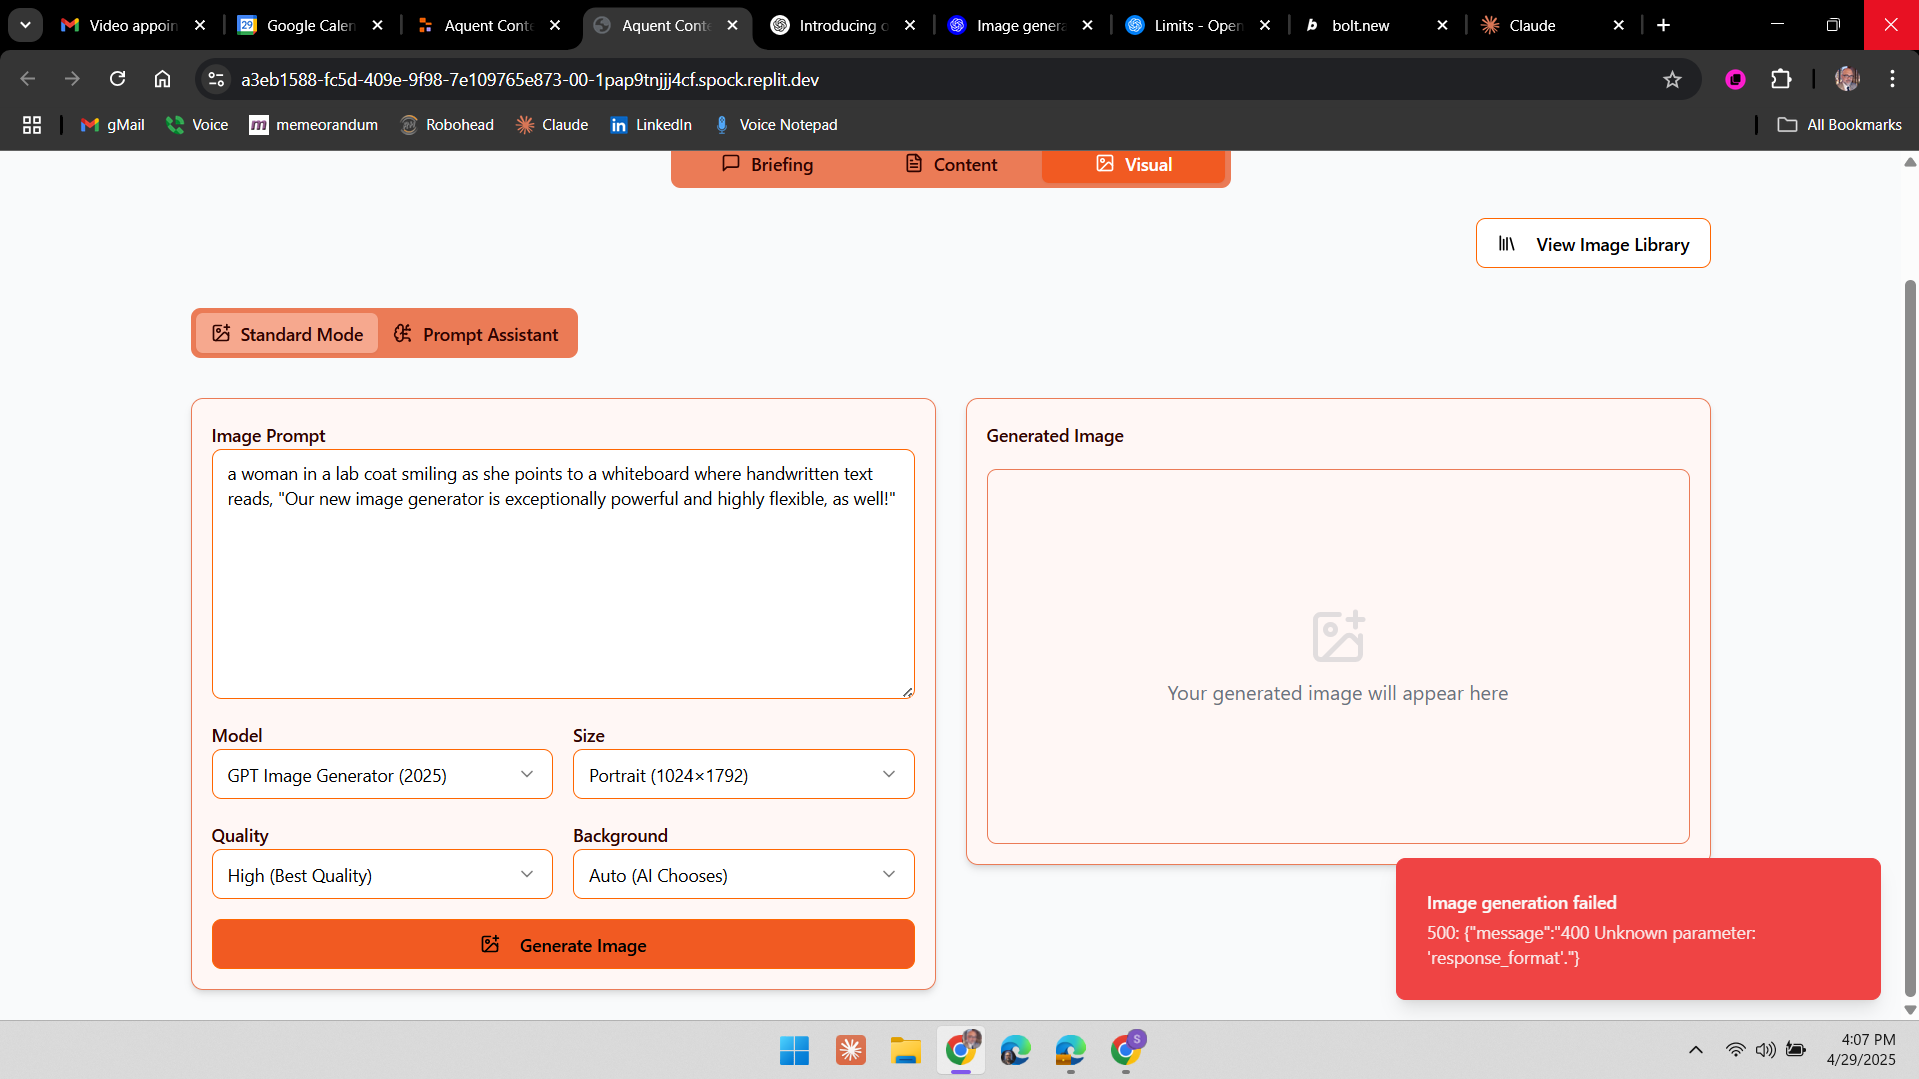 Video appoin
29
Google Calen
Aquent Conte
Aquent Conte
Introducing o
Image genera
Limits - Open
b
bolt.new
Claude
a3eb1588-fc5d-409e-9f98-7e109765e873-00-1pap9tnjjj4cf.spock.replit.dev
gMail
Voice
m
memeorandum
Robohead
Claude
in
LinkedIn
Voice Notepad
All Bookmarks
Briefing
Content
Visual
View Image Library
Standard Mode
Prompt Assistant
Image Prompt
a woman in a lab coat smiling as she points to a whiteboard where handwritten text
reads, "Our new image generator is exceptionally powerful and highly flexible, as well!"
Model
Size
GPT Image Generator (2025)
Portrait (1024×1792)
Quality
Background
High (Best Quality)
Auto (AI Chooses)
Generate Image
Generated Image
Your generated image will appear here
Image generation failed
500: {"message":"400 Unknown parameter:
'response_format'."}
S
4:07 PM
4/29/2025